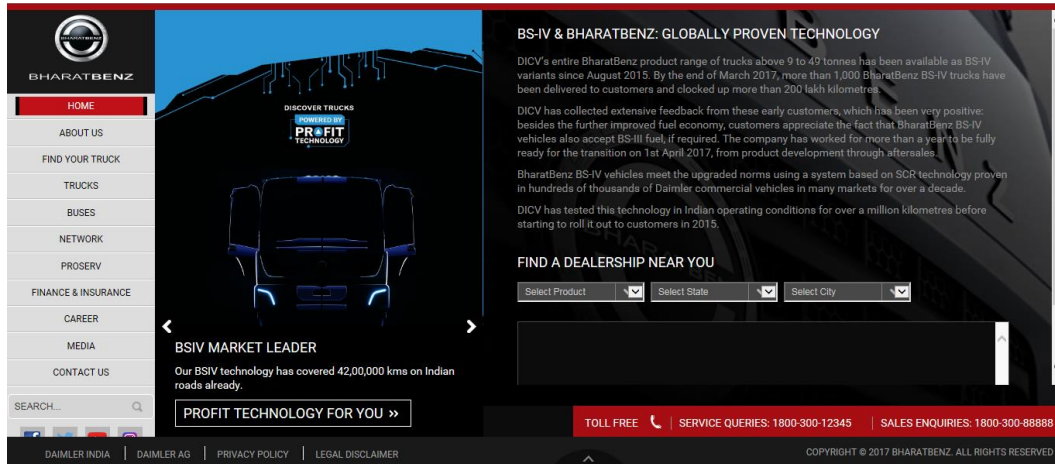 BHARATBENZ
BHARATBENZ
HOME
ABOUT US
FIND YOUR TRUCK
TRUCKS
BUSES
NETWORK
PROSERV
FINANCE & INSURANCE
CAREER
MEDIA
CONTACT US
SEARCH...
DISCOVER TRUCKS
POWERED BY
PROFIT
TECHNOLOGY
BSIV MARKET LEADER
Our BSIV technology has covered 42,00,000 kms on Indian
roads already.
PROFIT TECHNOLOGY FOR YOU »
BS-IV & BHARATBENZ: GLOBALLY PROVEN TECHNOLOGY
DICV's entire BharatBenz product range of trucks above 9 to 49 tonnes has been available as BS-IV
variants since August 2015. By the end of March 2017, more than 1,000 BharatBenz BS-IV trucks have
been delivered to customers and clocked up more than 200 lakh kilometres.
DICV has collected extensive feedback from these early customers, which has been very positive:
besides the further improved fuel economy, customers appreciate the fact that BharatBenz BS-IV
vehicles also accept BS-III fuel, if required. The company has worked for more than a year to be fully
ready for the transition on 1st April 2017, from product development through aftersales.
BharatBenz BS-IV vehicles meet the upgraded norms using a system based on SCR technology proven
in hundreds of thousands of Daimler commercial vehicles in many markets for over a decade.
DICV has tested this technology in Indian operating conditions for over a million kilometres before
starting to roll it out to customers in 2015.
FIND A DEALERSHIP NEAR YOU
Select Product
Select State
Select City
TOLL FREE
SERVICE QUERIES: 1800-300-12345
SALES ENQUIRIES: 1800-300-88888
DAIMLER INDIA
DAIMLER AG
PRIVACY POLICY
LEGAL DISCLAIMER
COPYRIGHT © 2017 BHARATBENZ. ALL RIGHTS RESERVED